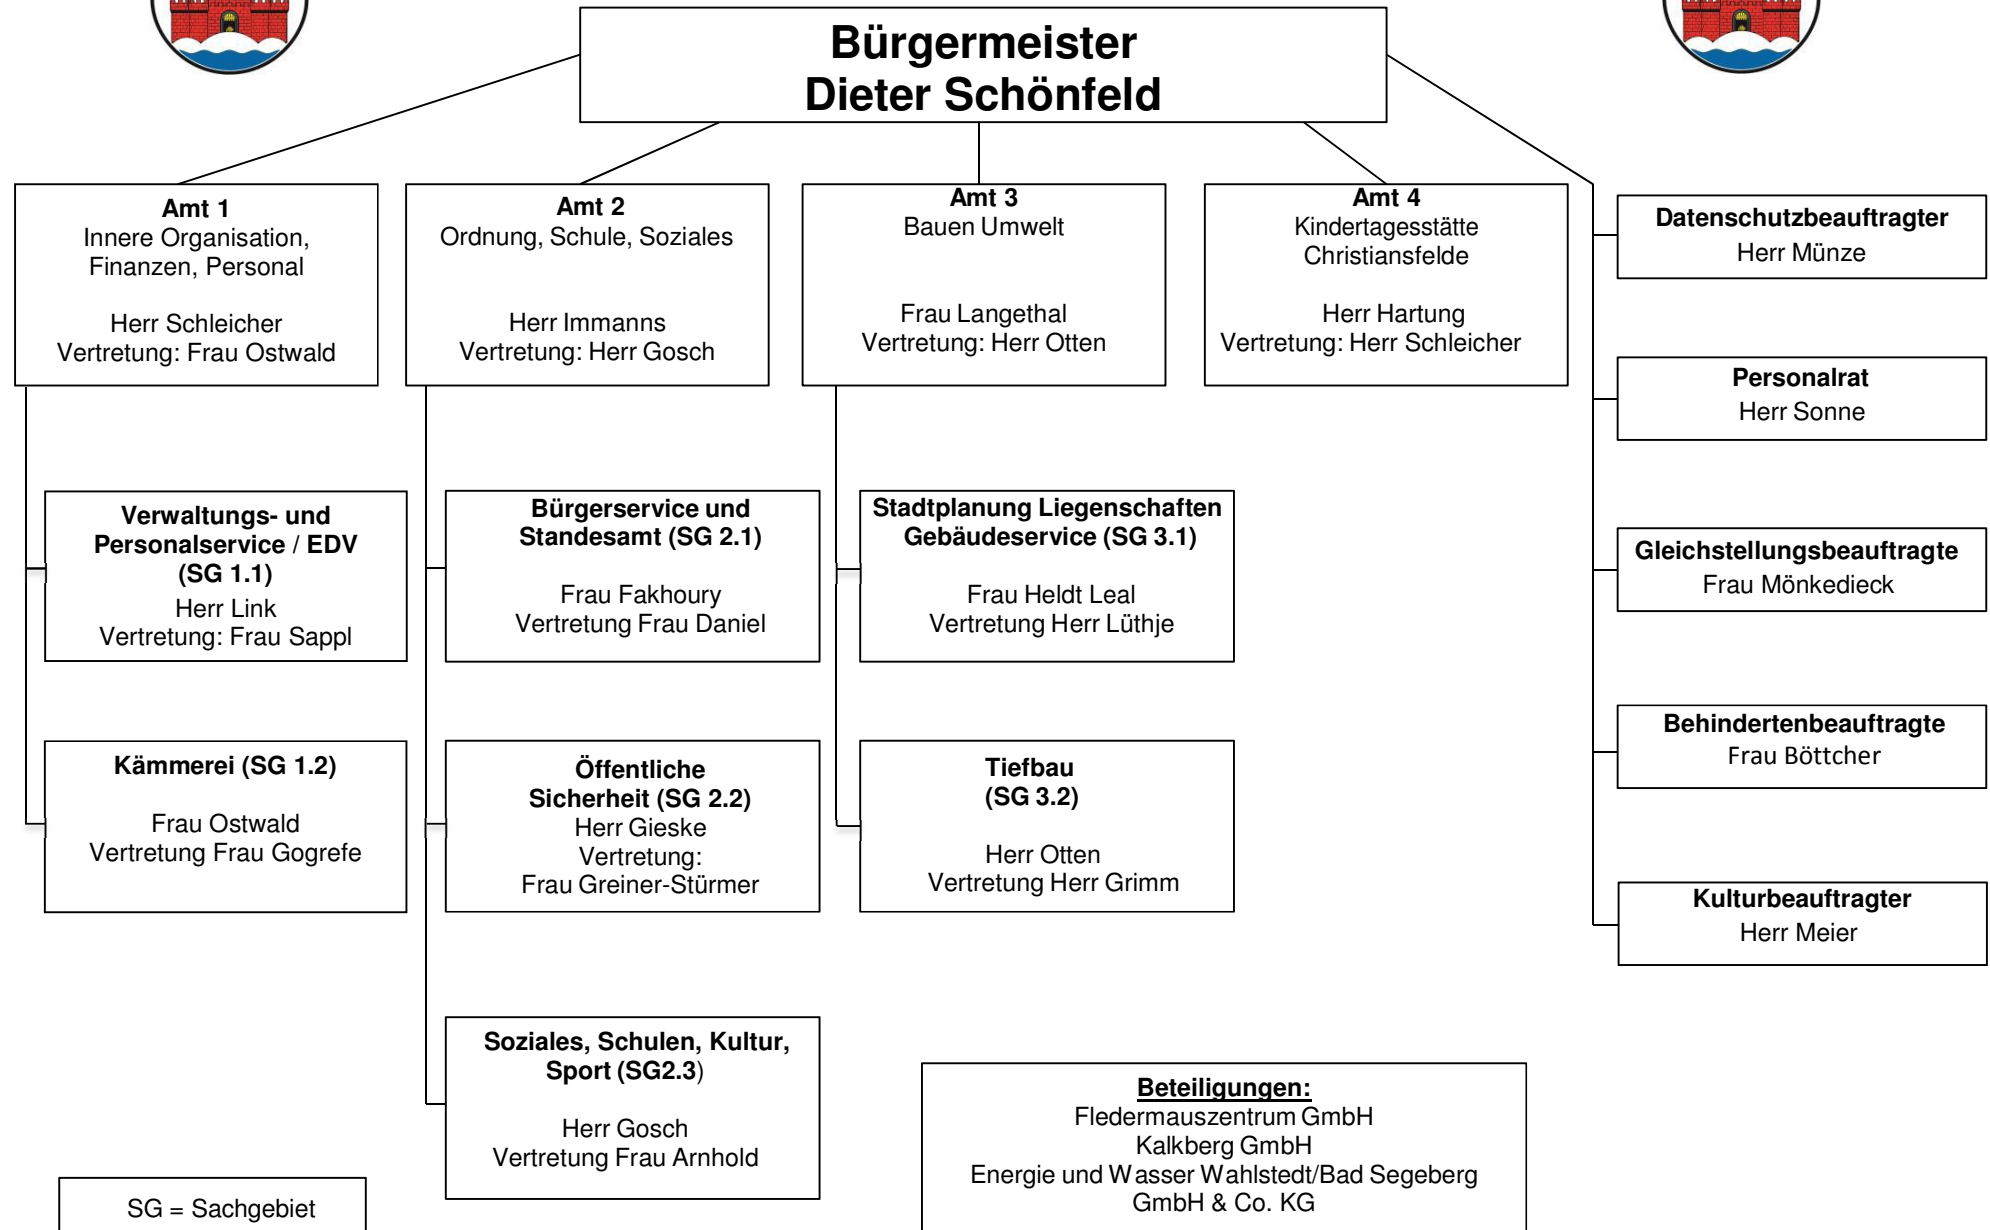 Bürgermeister
Dieter Schönfeld
Amt 1
Innere Organisation,
Finanzen, Personal
Herr Schleicher
Vertretung: Frau Ostwald
Amt 2
Ordnung, Schule, Soziales
Herr Immanns
Vertretung: Herr Gosch
Amt 3
Bauen Umwelt
Frau Langethal
Vertretung: Herr Otten
Amt 4
Kindertagesstätte
Christiansfelde
Herr Hartung
Vertretung: Herr Schleicher
Datenschutzbeauftragter
Herr Münze
Personalrat
Herr Sonne
Gleichstellungsbeauftragte
Frau Mönkedieck
Behindertenbeauftragte
Frau Böttcher
Kulturbeauftragter
Herr Meier
Verwaltungs- und
Personalservice / EDV
(SG 1.1)
Herr Link
Vertretung: Frau Sappl
Kämmerei (SG 1.2)
Frau Ostwald
Vertretung Frau Gogrefe
Bürgerservice und
Standesamt (SG 2.1)
Frau Fakhoury
Vertretung Frau Daniel
Öffentliche
Sicherheit (SG 2.2)
Herr Gieske
Vertretung:
Frau Greiner-Stürmer
Soziales, Schulen, Kultur,
Sport (SG2.3)
Herr Gosch
Vertretung Frau Arnhold
Stadtplanung Liegenschaften
Gebäudeservice (SG 3.1)
Frau Heldt Leal
Vertretung Herr Lüthje
Tiefbau
(SG 3.2)
Herr Otten
Vertretung Herr Grimm
Beteiligungen:
Fledermauszentrum GmbH
Kalkberg GmbH
Energie und Wasser Wahlstedt/Bad Segeberg
GmbH & Co. KG
SG = Sachgebiet